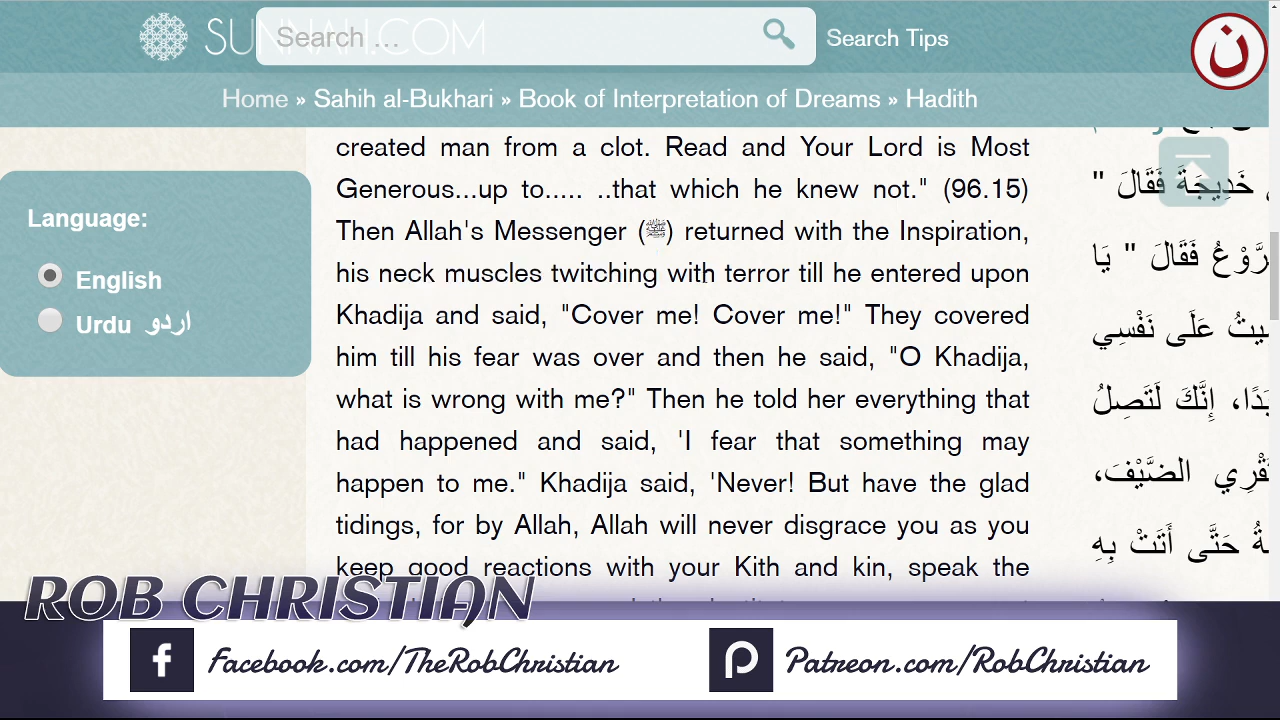 SUNNAH.COM
Search ...
Search Tips
ن
Home » Sahih al-Bukhari » Book of Interpretation of Dreams » Hadith
Language:
English
Urdu اردو
created man from a clot. Read and Your Lord is Most
Generous...up to..... ..that which he knew not." (96.15)
Then Allah's Messenger (ﷺ) returned with the Inspiration,
his neck muscles twitching with terror till he entered upon
Khadija and said, "Cover me! Cover me!" They covered
him till his fear was over and then he said, "O Khadija,
what is wrong with me?" Then he told her everything that
had happened and said, 'I fear that something may
happen to me." Khadija said, 'Never! But have the glad
tidings, for by Allah, Allah will never disgrace you as you
keep good reactions with your Kith and kin, speak the
خَدِيجَةَ فَقَالَ "
فَقَالَ " يَا
عَلَى نَفْسِي
إِنَّكَ لَتَصِلُ
الضَّيْفَ،
حَتَّى أَتَتْ بِهِ
ROB CHRISTIAN
Facebook.com/TheRobChristian
Patreon.com/RobChristian